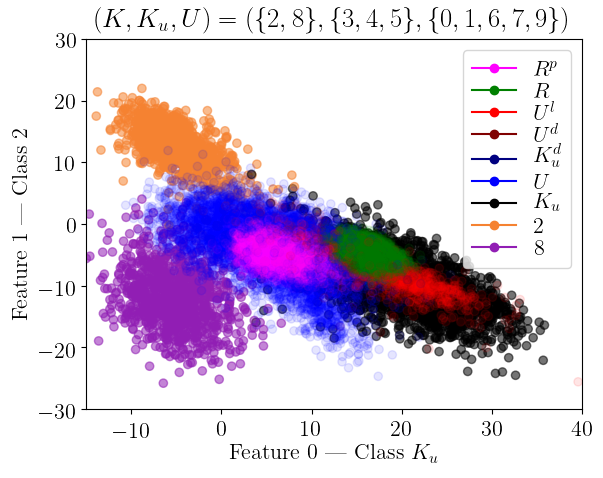 (K, K_u, U) = ({2, 8}, {3, 4, 5}, {0, 1, 6, 7, 9})
30
20
10
0
−10
−20
−30
Feature 1 — Class 2
R^p
R
U^l
U^d
K_u^d
U
K_u
2
8
−10
0
10
20
30
40
Feature 0 — Class K_u